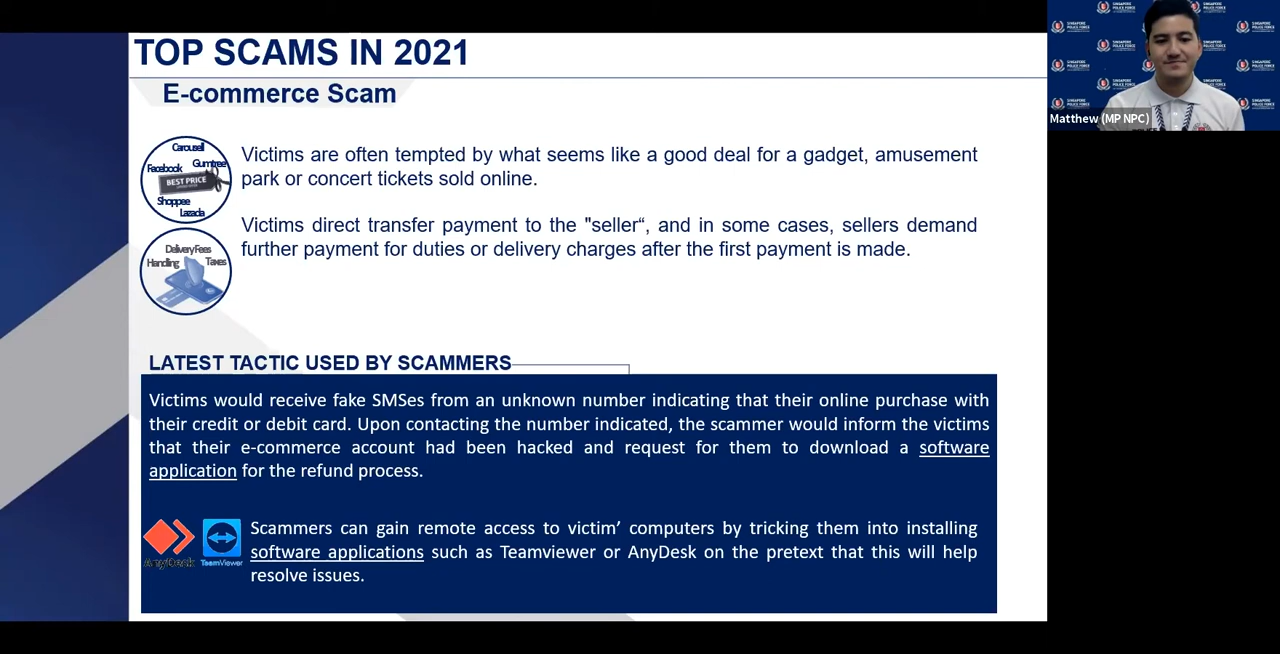 TOP SCAMS IN 2021
E-commerce Scam
Carousell
Facebook
Gumtree
BEST PRICE
Shoppee
Lazada
Victims are often tempted by what seems like a good deal for a gadget, amusement
park or concert tickets sold online.
Victims direct transfer payment to the "seller“, and in some cases, sellers demand
further payment for duties or delivery charges after the first payment is made.
Delivery Fees
Handling
Taxes
LATEST TACTIC USED BY SCAMMERS
Victims would receive fake SMSes from an unknown number indicating that their online purchase with
their credit or debit card. Upon contacting the number indicated, the scammer would inform the victims
that their e-commerce account had been hacked and request for them to download a software
application for the refund process.
AnyDesk
TeamViewer
Scammers can gain remote access to victim’ computers by tricking them into installing
software applications such as Teamviewer or AnyDesk on the pretext that this will help
resolve issues.
SINGAPORE
POLICE FORCE
Matthew (MP NPC)